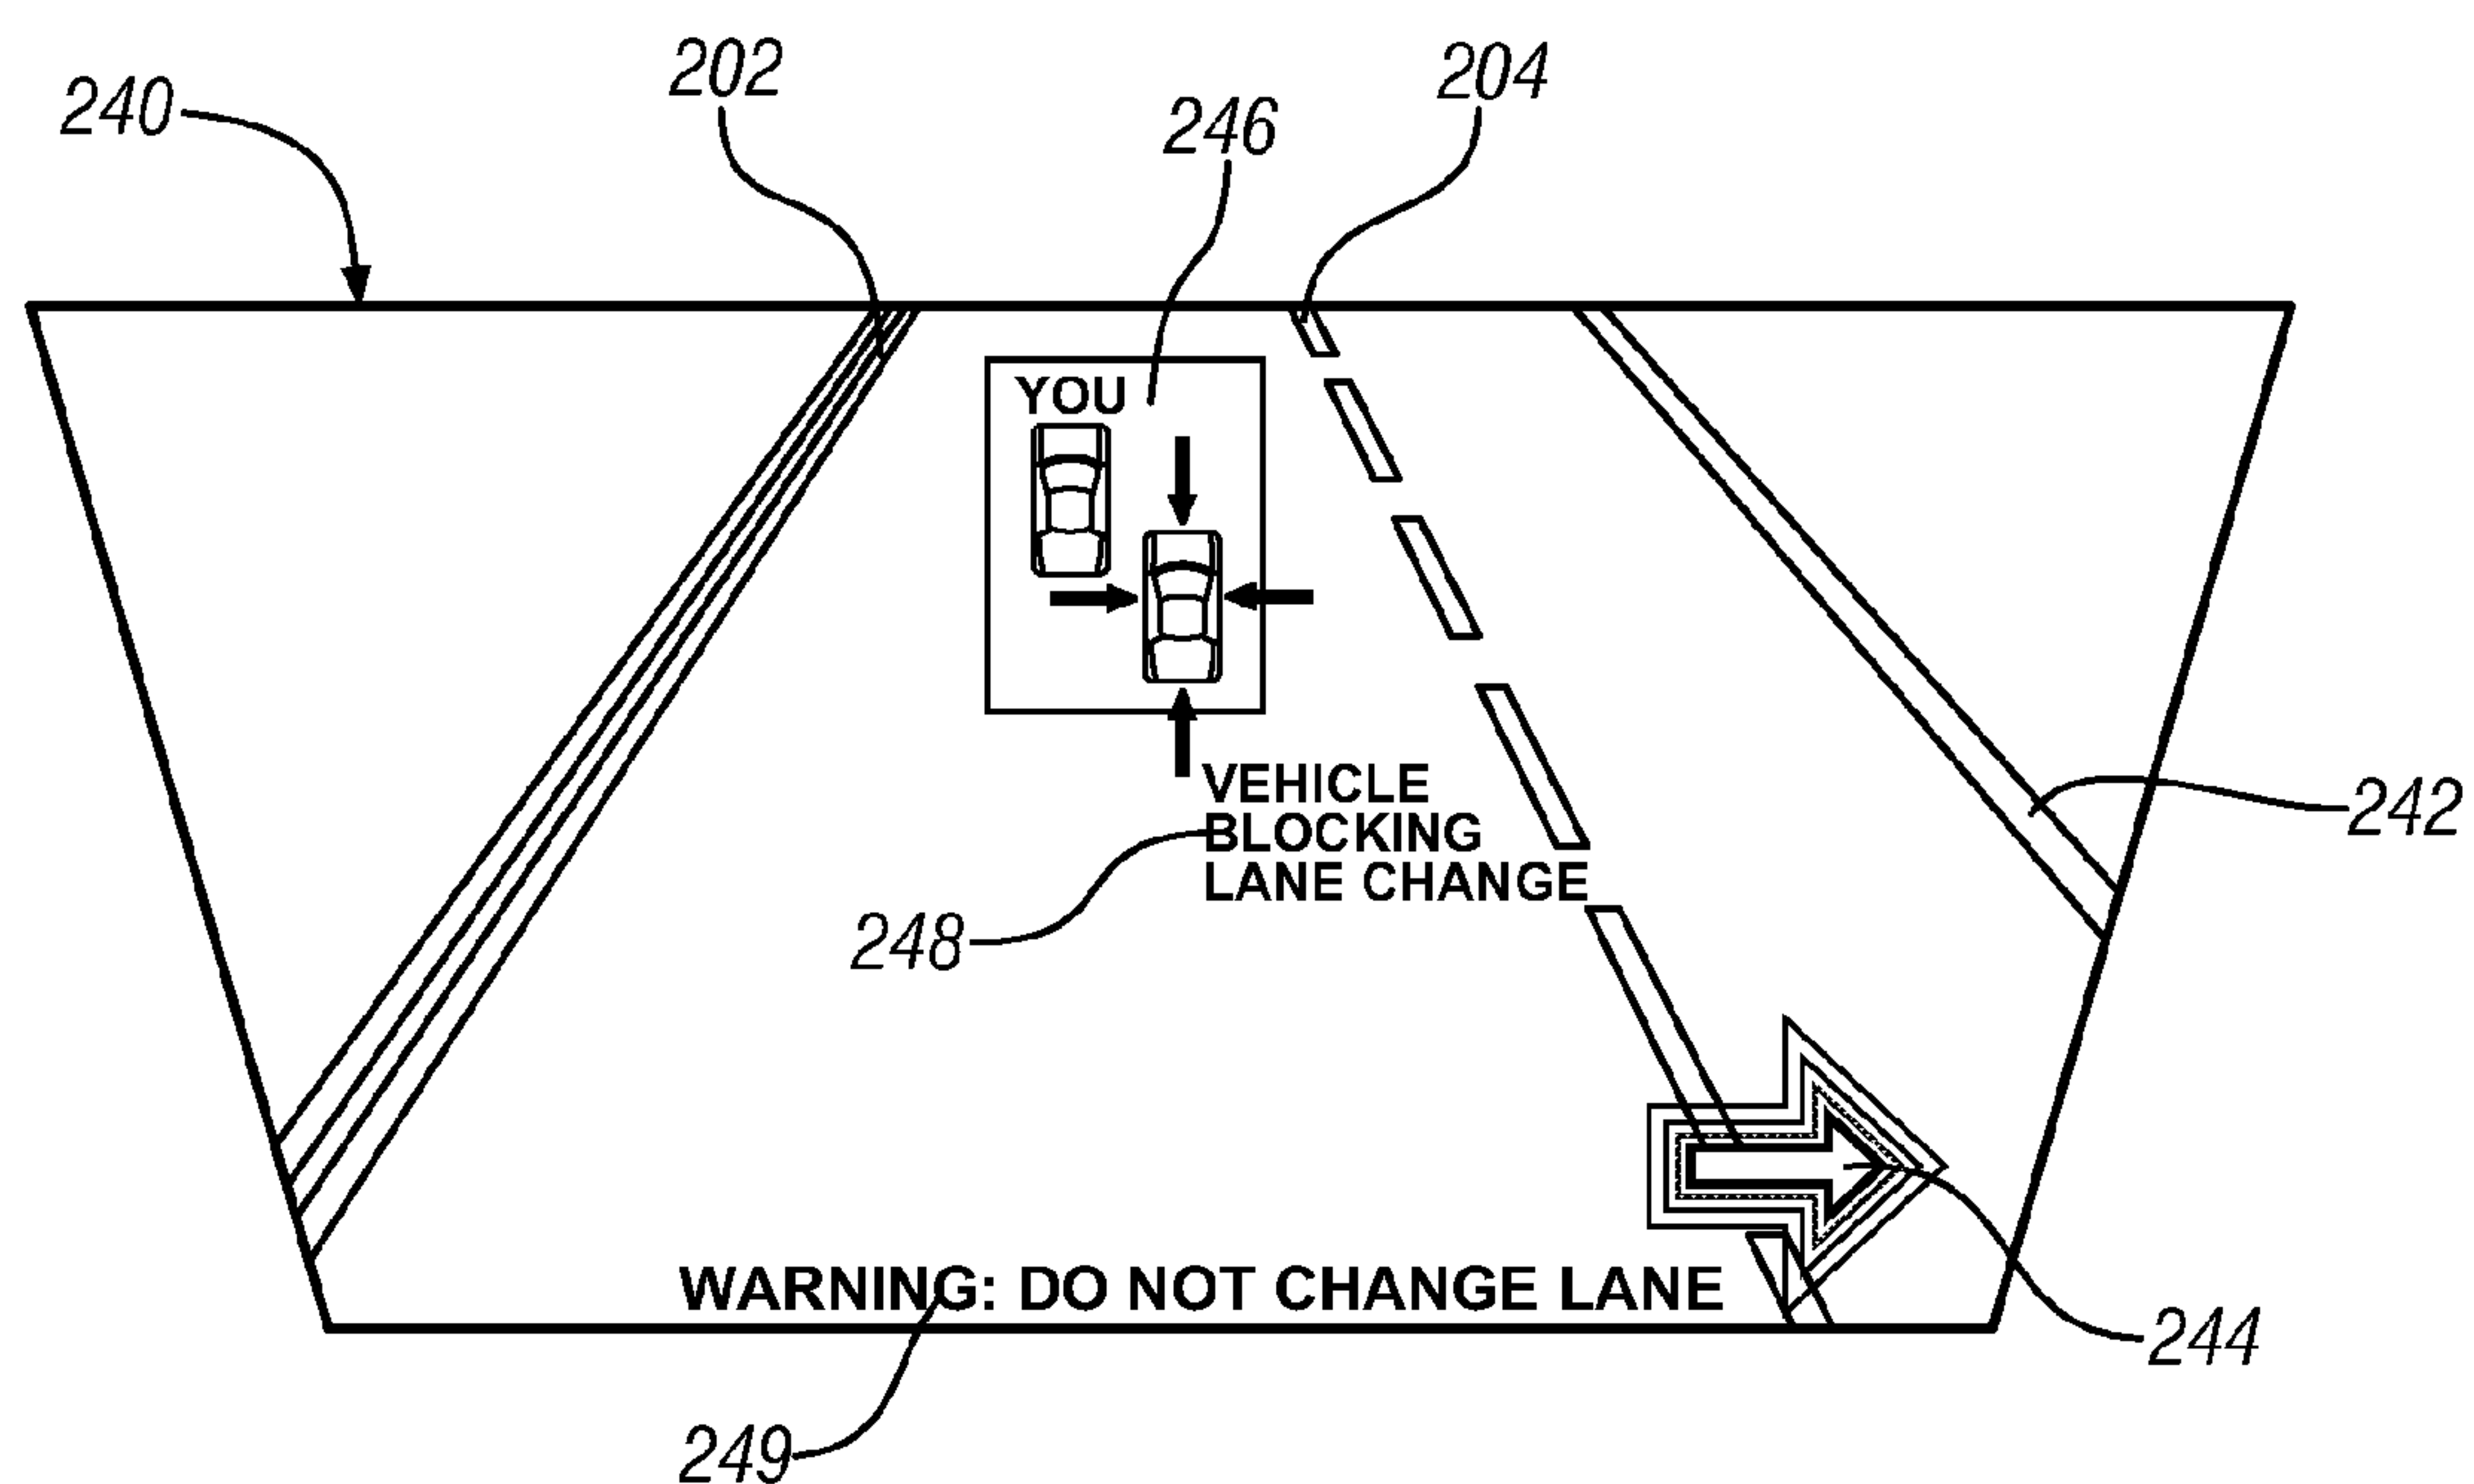 202
204
240
246
YOU
VEHICLE
BLOCKING
LANE CHANGE
242
248
WARNING: DO NOT CHANGE LANE
244
249